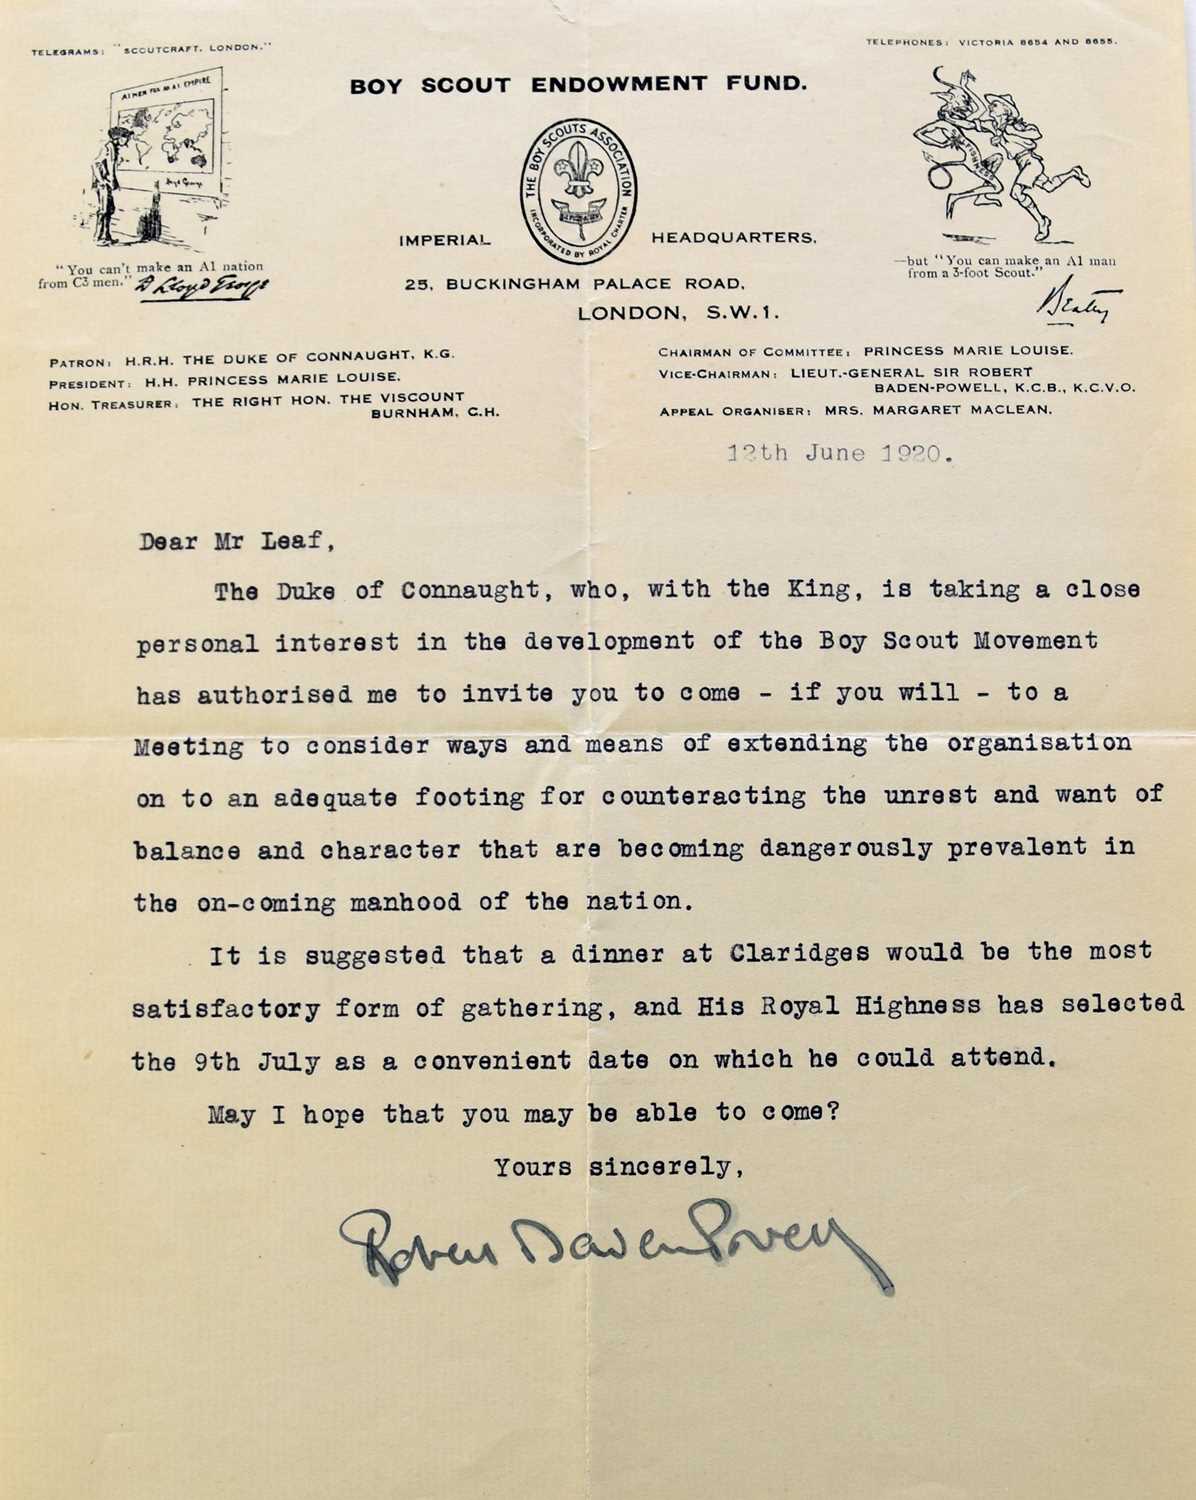 TELEGRAMS: "SCOUTCRAFT, LONDON."
TELEPHONES: VICTORIA 8654 AND 8655.
BOY SCOUT ENDOWMENT FUND.
A1 MEN FOR AN A1 EMPIRE
THE BOY SCOUTS ASSOCIATION
INCORPORATED BY ROYAL CHARTER
IMPERIAL HEADQUARTERS,
25, BUCKINGHAM PALACE ROAD,
LONDON, S.W.1.
"You can't make an A1 nation
from C3 men." D Lloyd George
—but "You can make an A1 man
from a 3-foot Scout."
Beatty
PATRON: H.R.H. THE DUKE OF CONNAUGHT, K.G.
PRESIDENT: H.H. PRINCESS MARIE LOUISE.
HON. TREASURER: THE RIGHT HON. THE VISCOUNT
BURNHAM, C.H.
CHAIRMAN OF COMMITTEE: PRINCESS MARIE LOUISE.
VICE-CHAIRMAN: LIEUT.-GENERAL SIR ROBERT
BADEN-POWELL, K.C.B., K.C.V.O.
APPEAL ORGANISER: MRS. MARGARET MACLEAN.
12th June 1920.
Dear Mr Leaf,
The Duke of Connaught, who, with the King, is taking a close
personal interest in the development of the Boy Scout Movement
has authorised me to invite you to come - if you will - to a
Meeting to consider ways and means of extending the organisation
on to an adequate footing for counteracting the unrest and want of
balance and character that are becoming dangerously prevalent in
the on-coming manhood of the nation.
It is suggested that a dinner at Claridges would be the most
satisfactory form of gathering, and His Royal Highness has selected
the 9th July as a convenient date on which he could attend.
May I hope that you may be able to come?
Yours sincerely,
Robert Baden Powell